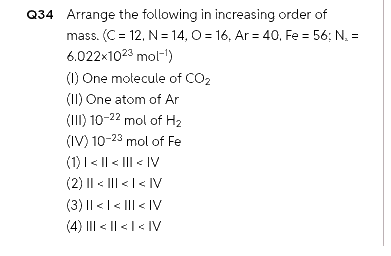 Q34 Arrange the following in increasing order of
mass. (C = 12, N = 14, O = 16, Ar = 40, Fe = 56; Nₐ =
6.022×10²³ mol⁻¹)
(I) One molecule of CO₂
(II) One atom of Ar
(III) 10⁻²² mol of H₂
(IV) 10⁻²³ mol of Fe
(1) I < II < III < IV
(2) II < III < I < IV
(3) II < I < III < IV
(4) III < II < I < IV